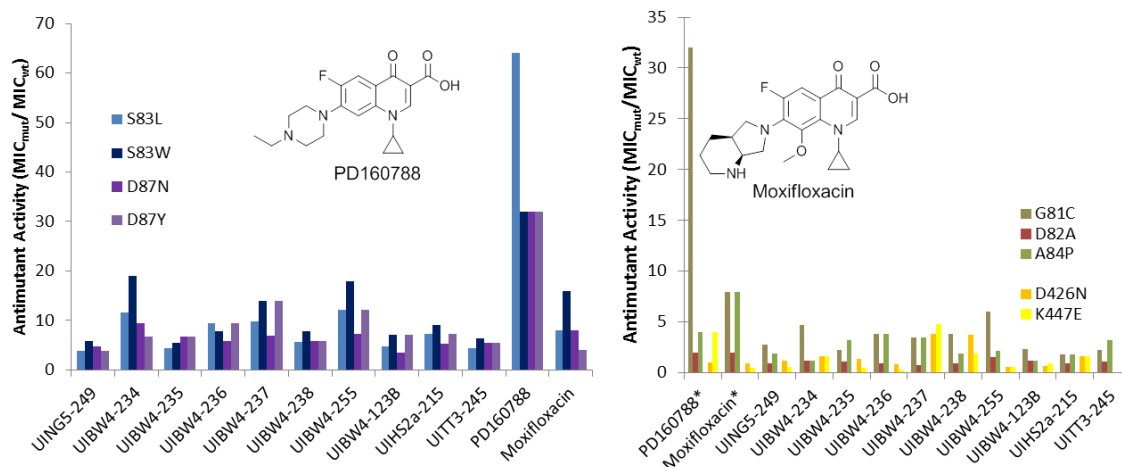 Antimutant Activity (MICmut/ MICwt)
70
60
50
40
30
20
10
0
S83L
S83W
D87N
D87Y
F
O
O
OH
N
N
N
PD160788
UING5-249
UIBW4-234
UIBW4-235
UIBW4-236
UIBW4-237
UIBW4-238
UIBW4-255
UIBW4-123B
UIHS2a-215
UITT3-245
PD160788
Moxifloxacin
Antimutant Activity (MICmut/MICwt)
35
30
25
20
15
10
5
0
F
O
O
OH
N
N
O
H
H
NH
Moxifloxacin
G81C
D82A
A84P
D426N
K447E
PD160788*
Moxifloxacin*
UING5-249
UIBW4-234
UIBW4-235
UIBW4-236
UIBW4-237
UIBW4-238
UIBW4-255
UIBW4-123B
UIHS2a-215
UITT3-245